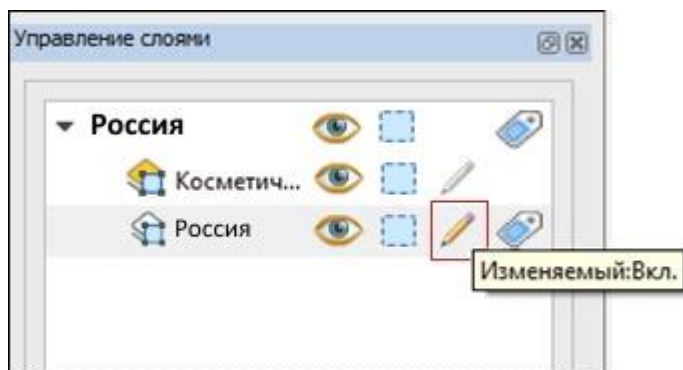 Управление слоями
Россия
Косметич...
Россия
Изменяемый:Вкл.